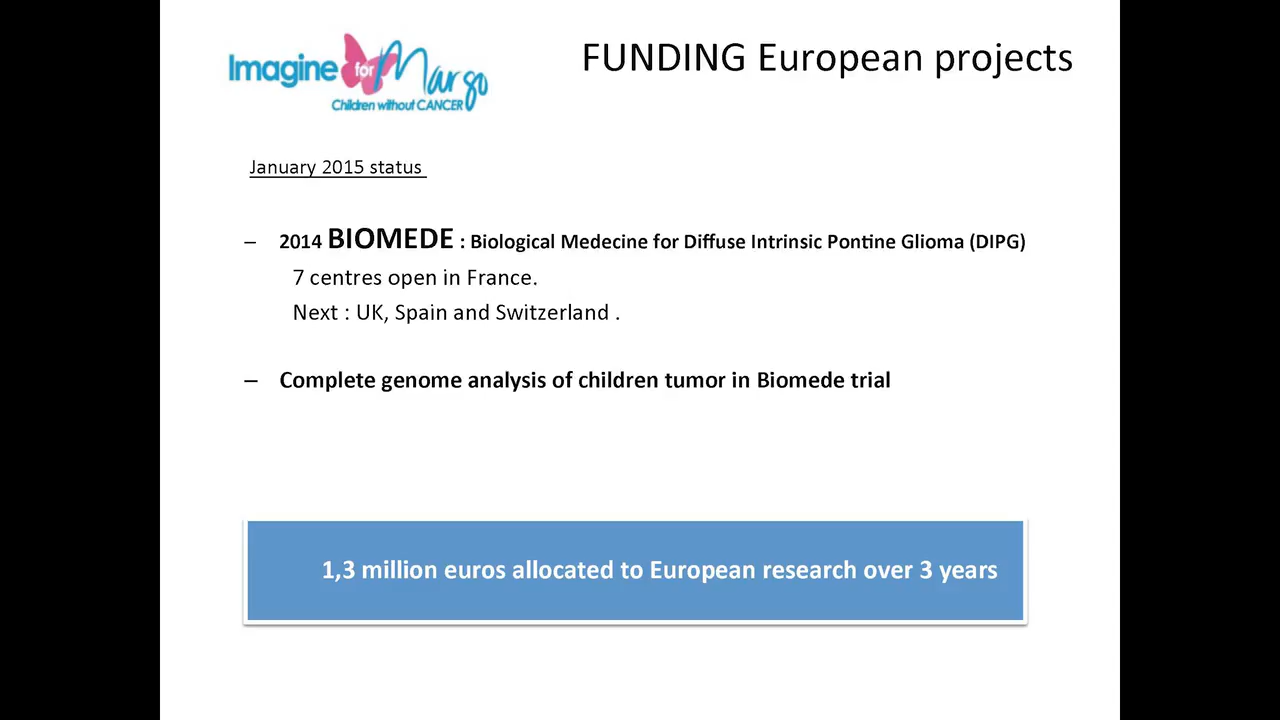 Imagine for Margo
Children without CANCER
FUNDING European projects
January 2015 status
– 2014 BIOMEDE : Biological Medecine for Diffuse Intrinsic Pontine Glioma (DIPG)
7 centres open in France.
Next : UK, Spain and Switzerland .
– Complete genome analysis of children tumor in Biomede trial
1,3 million euros allocated to European research over 3 years